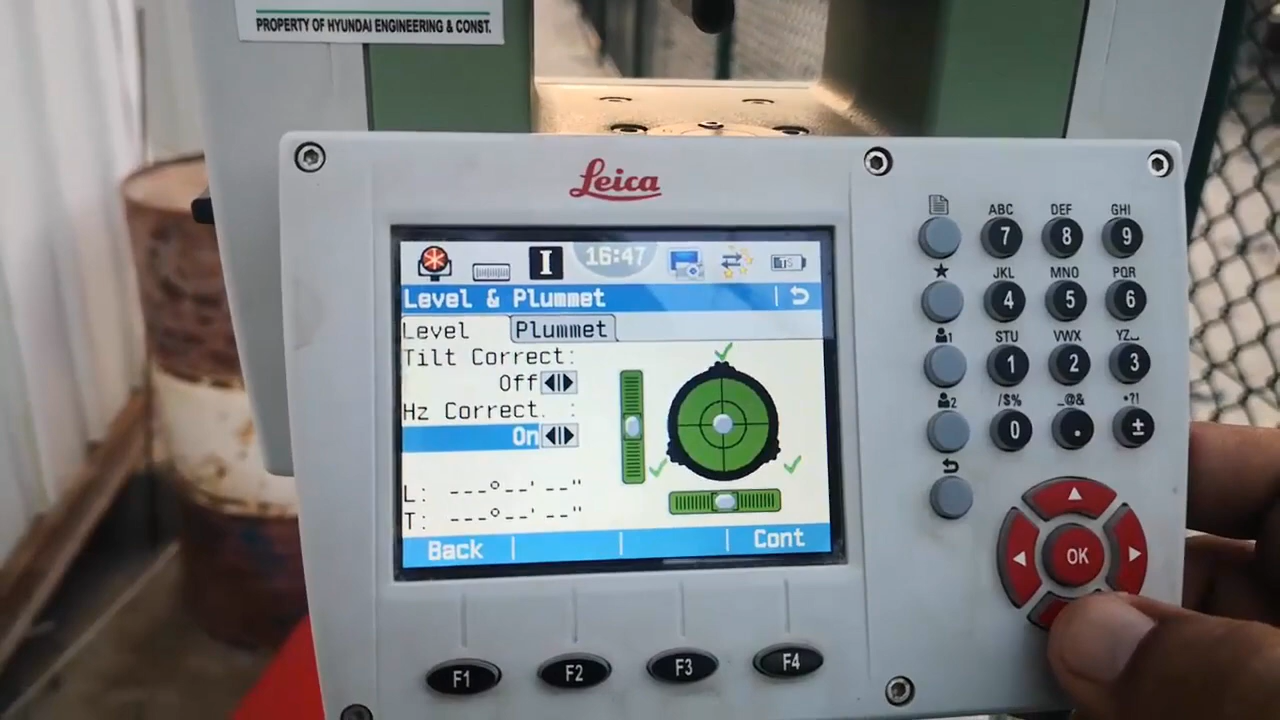 PROPERTY OF HYUNDAI ENGINEERING & CONST.
Leica
I 16:47
Level & Plummet
Level Plummet
Tilt Correct:
Off
Hz Correct. :
On
L: ---°--'--"
T: ---°--'--"
Back Cont
F1 F2 F3 F4
ABC DEF GHI
7 8 9
JKL MNO PQR
4 5 6
1 STU VWX YZ
1 2 3
2 /$% _@& *?!
0 . ±
OK